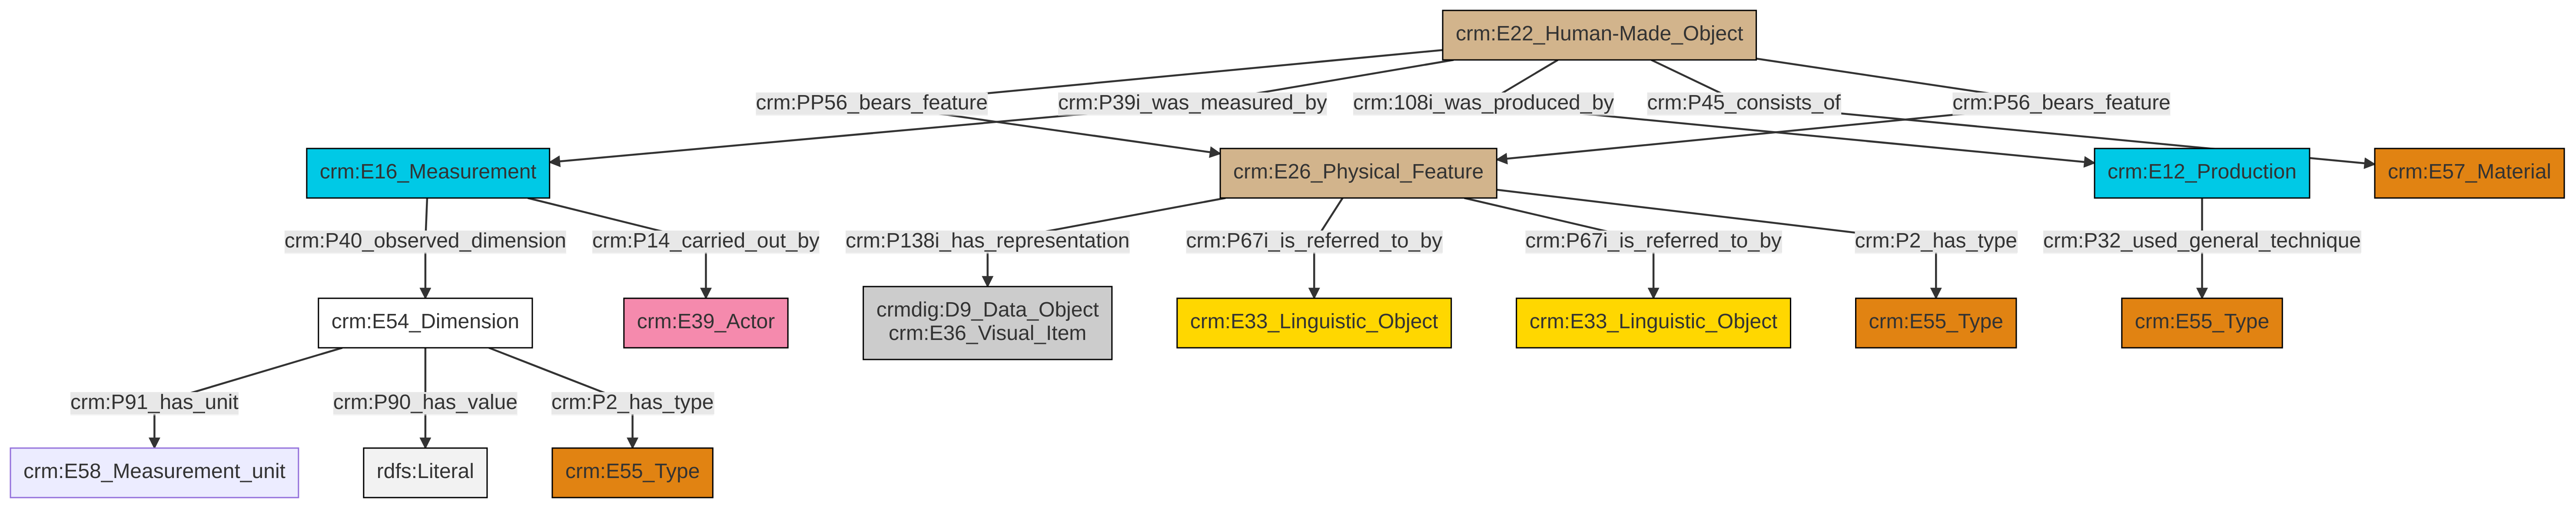 crm:E22_Human-Made_Object
crm:PP56_bears_feature
crm:P39i_was_measured_by
crm:108i_was_produced_by
crm:P45_consists_of
crm:P56_bears_feature
crm:E16_Measurement
crm:E26_Physical_Feature
crm:E12_Production
crm:E57_Material
crm:P40_observed_dimension
crm:P14_carried_out_by
crm:P138i_has_representation
crm:P67i_is_referred_to_by
crm:P67i_is_referred_to_by
crm:P2_has_type
crm:P32_used_general_technique
crm:E54_Dimension
crm:E39_Actor
crmdig:D9_Data_Object
crm:E36_Visual_Item
crm:E33_Linguistic_Object
crm:E33_Linguistic_Object
crm:E55_Type
crm:E55_Type
crm:P91_has_unit
crm:P90_has_value
crm:P2_has_type
crm:E58_Measurement_unit
rdfs:Literal
crm:E55_Type